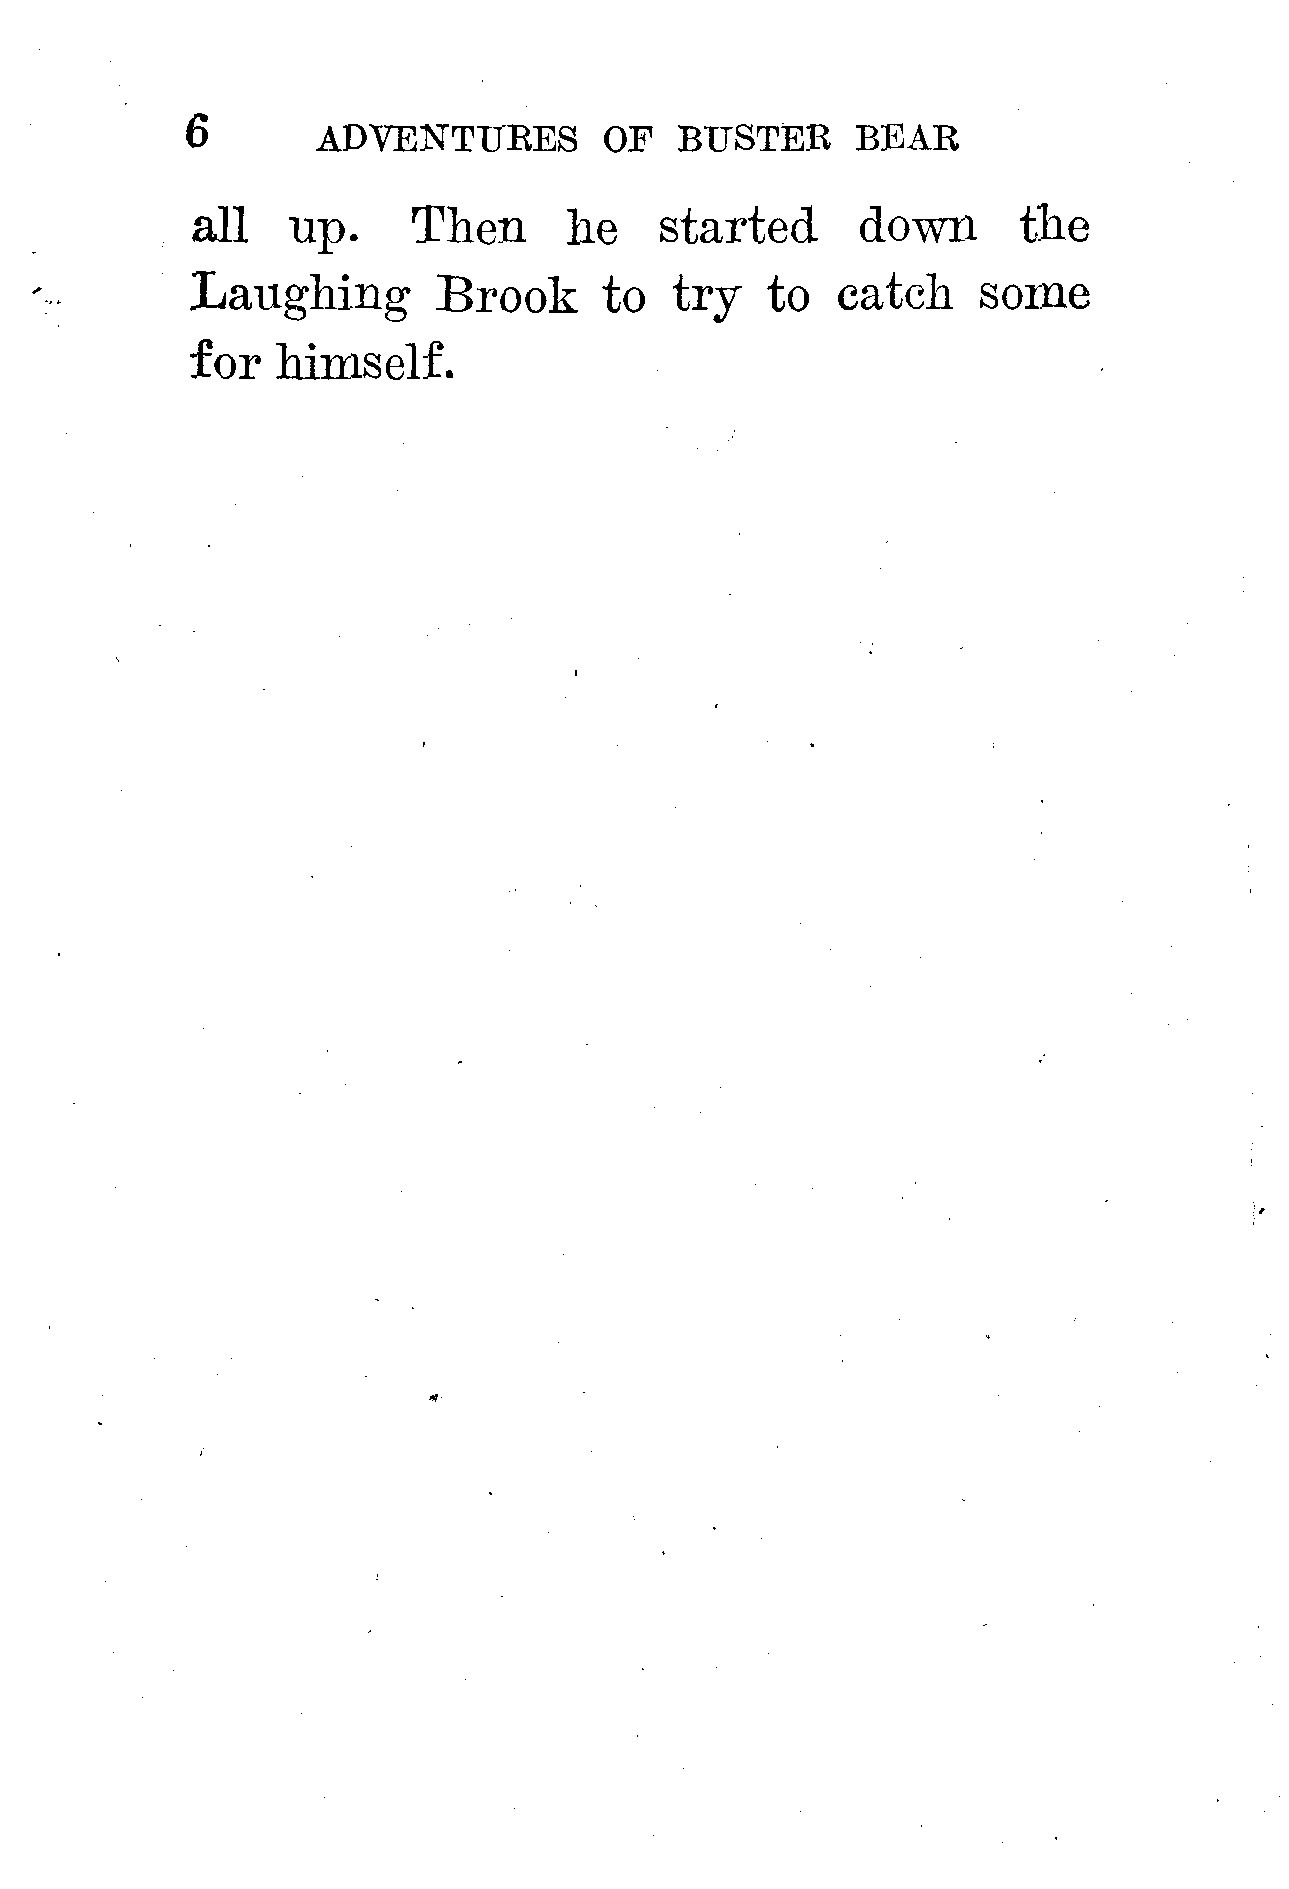 6 ADVENTURES OF BUSTER BEAR
all up. Then he started down the
Laughing Brook to try to catch some
for himself.